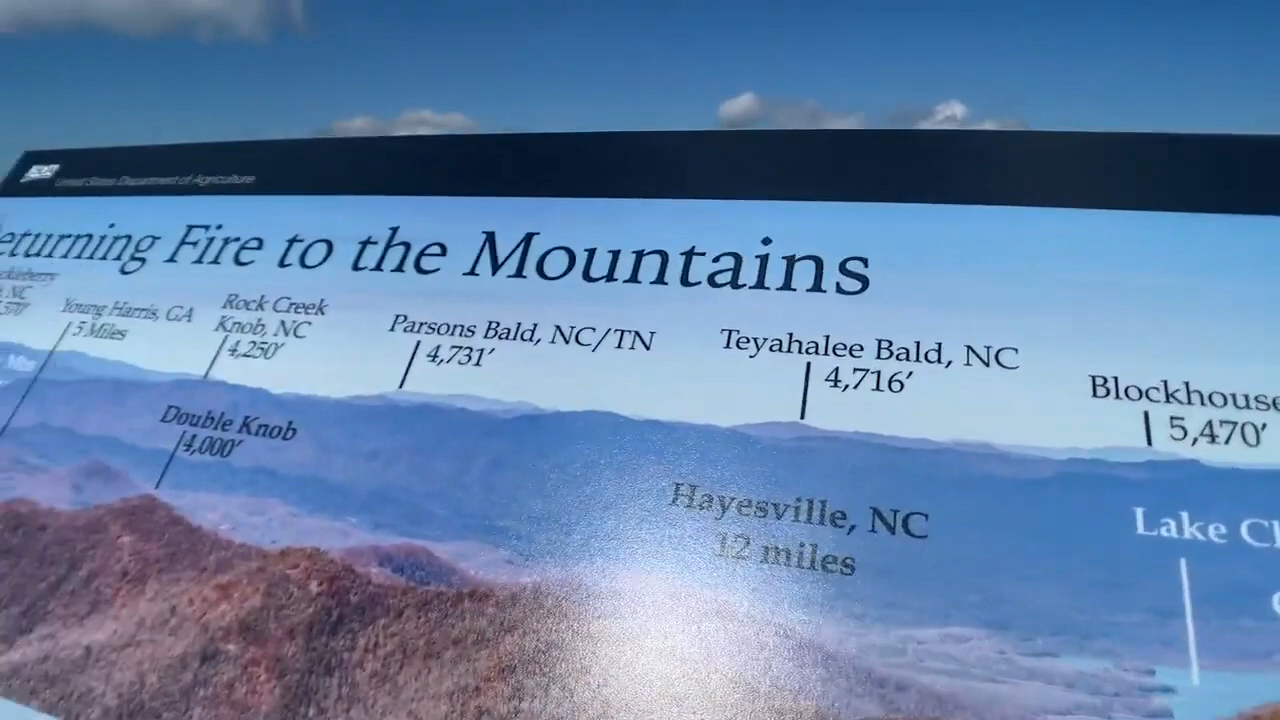 United States Department of Agriculture
eturning Fire to the Mountains
NC
Young Harris, GA
5 Miles
Rock Creek
Knob, NC
4,250′
Parsons Bald, NC/TN
4,731′
Teyahalee Bald, NC
4,716′
Blockhouse
5,470′
Double Knob
4,000′
Hayesville, NC
12 miles
Lake